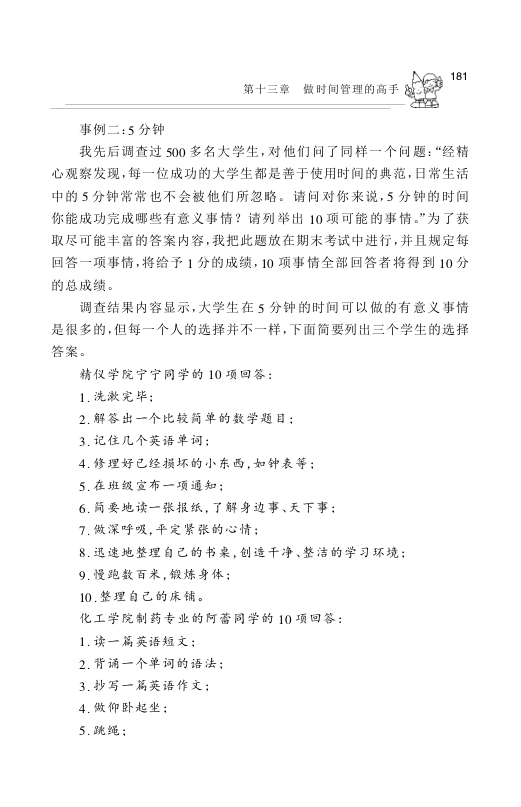 181
第十三章　做时间管理的高手
事例二:5 分钟
我先后调查过 500 多名大学生,对他们问了同样一个问题:“经精
心观察发现,每一位成功的大学生都是善于使用时间的典范,日常生活
中的 5 分钟常常也不会被他们所忽略。请问对你来说,5 分钟的时间
你能成功完成哪些有意义事情？请列举出 10 项可能的事情。”为了获
取尽可能丰富的答案内容,我把此题放在期末考试中进行,并且规定每
回答一项事情,将给予 1 分的成绩,10 项事情全部回答者将得到 10 分
的总成绩。
调查结果内容显示,大学生在 5 分钟的时间可以做的有意义事情
是很多的,但每一个人的选择并不一样,下面简要列出三个学生的选择
答案。
精仪学院宁宁同学的 10 项回答:
1.洗漱完毕;
2.解答出一个比较简单的数学题目;
3.记住几个英语单词;
4.修理好已经损坏的小东西,如钟表等;
5.在班级宣布一项通知;
6.简要地读一张报纸,了解身边事、天下事;
7.做深呼吸,平定紧张的心情;
8.迅速地整理自己的书桌,创造干净、整洁的学习环境;
9.慢跑数百米,锻炼身体;
10.整理自己的床铺。
化工学院制药专业的阿蕾同学的 10 项回答:
1.读一篇英语短文;
2.背诵一个单词的语法;
3.抄写一篇英语作文;
4.做仰卧起坐;
5.跳绳;